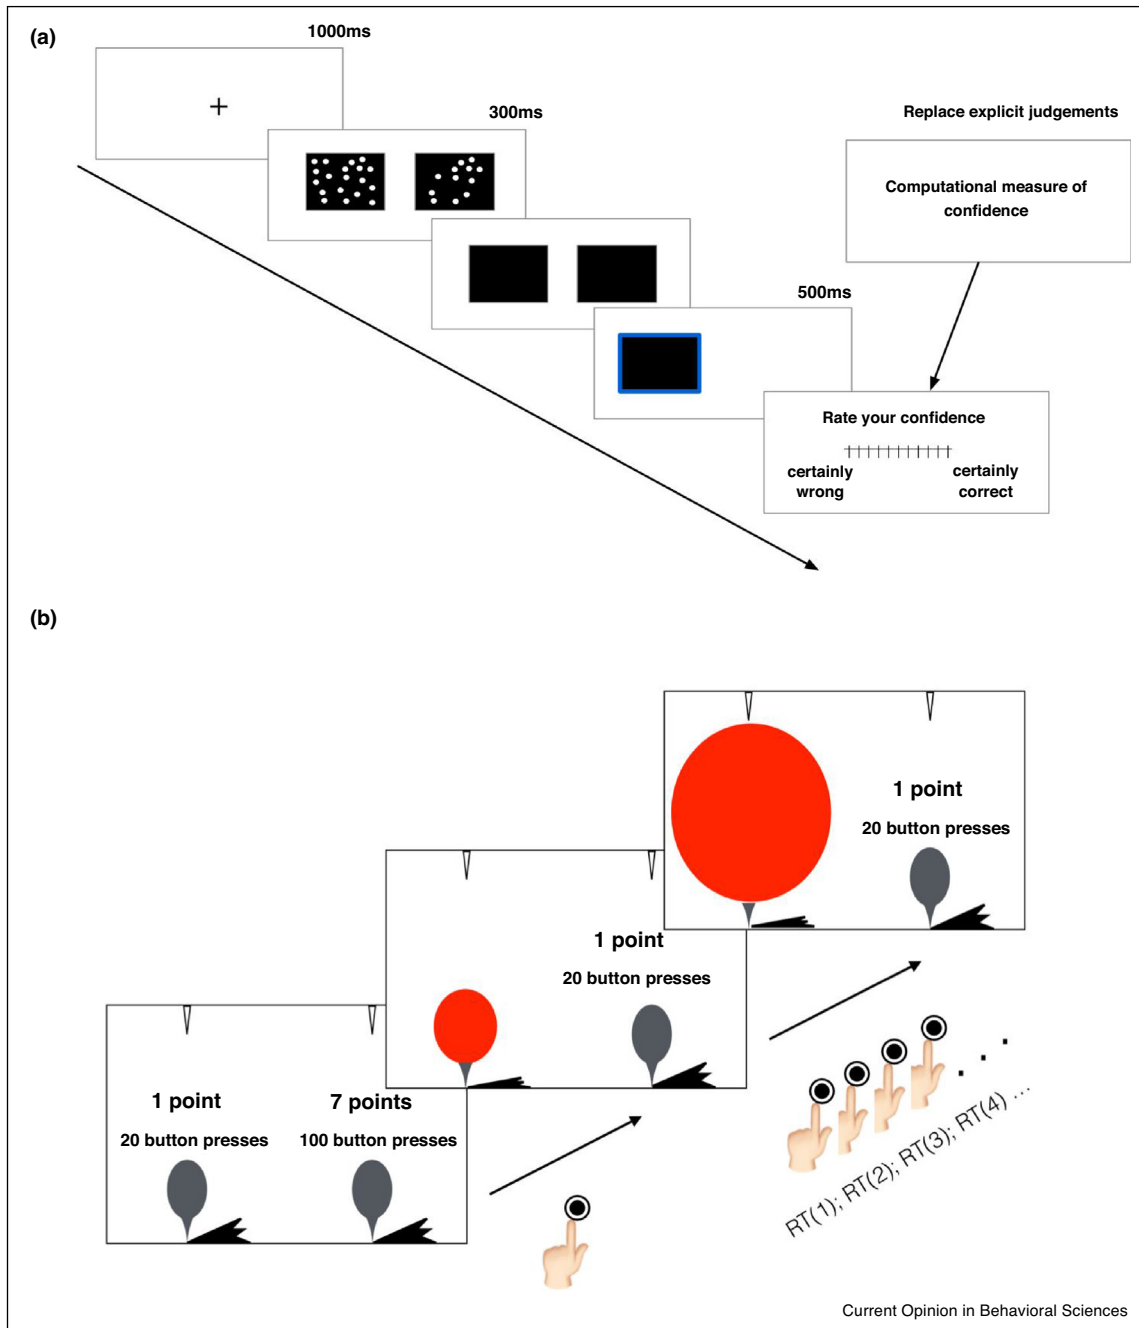 (a)
1000ms
300ms
500ms
Replace explicit judgements
Computational measure of
confidence
Rate your confidence
certainly
wrong
certainly
correct
(b)
1 point
20 button presses
7 points
100 button presses
1 point
20 button presses
1 point
20 button presses
RT(1); RT(2); RT(3); RT(4) ...
Current Opinion in Behavioral Sciences